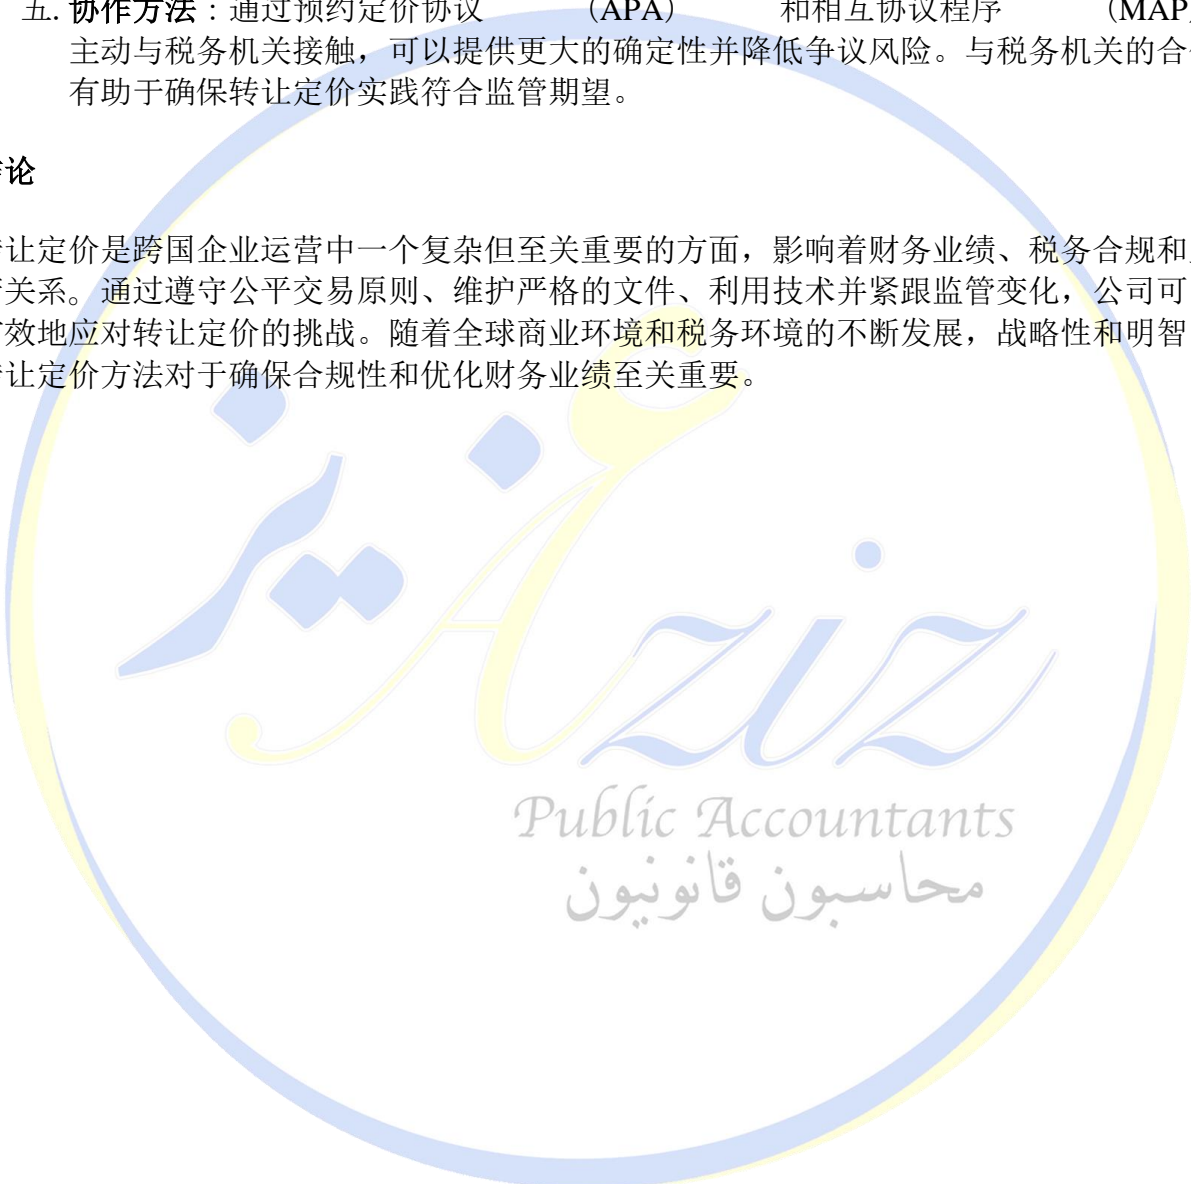 五. 协作方法：通过预约定价协议 （APA） 和相互协议程序 （MAP
主动与税务机关接触，可以提供更大的确定性并降低争议风险。与税务机关的合
有助于确保转让定价实践符合监管期望。
论
让定价是跨国企业运营中一个复杂但至关重要的方面，影响着财务业绩、税务合规和
关系。通过遵守公平交易原则、维护严格的文件、利用技术并紧跟监管变化，公司可
效地应对转让定价的挑战。随着全球商业环境和税务环境的不断发展，战略性和明智
让定价方法对于确保合规性和优化财务业绩至关重要。
عزيز
Aziz
Public Accountants
محاسبون قانونيون